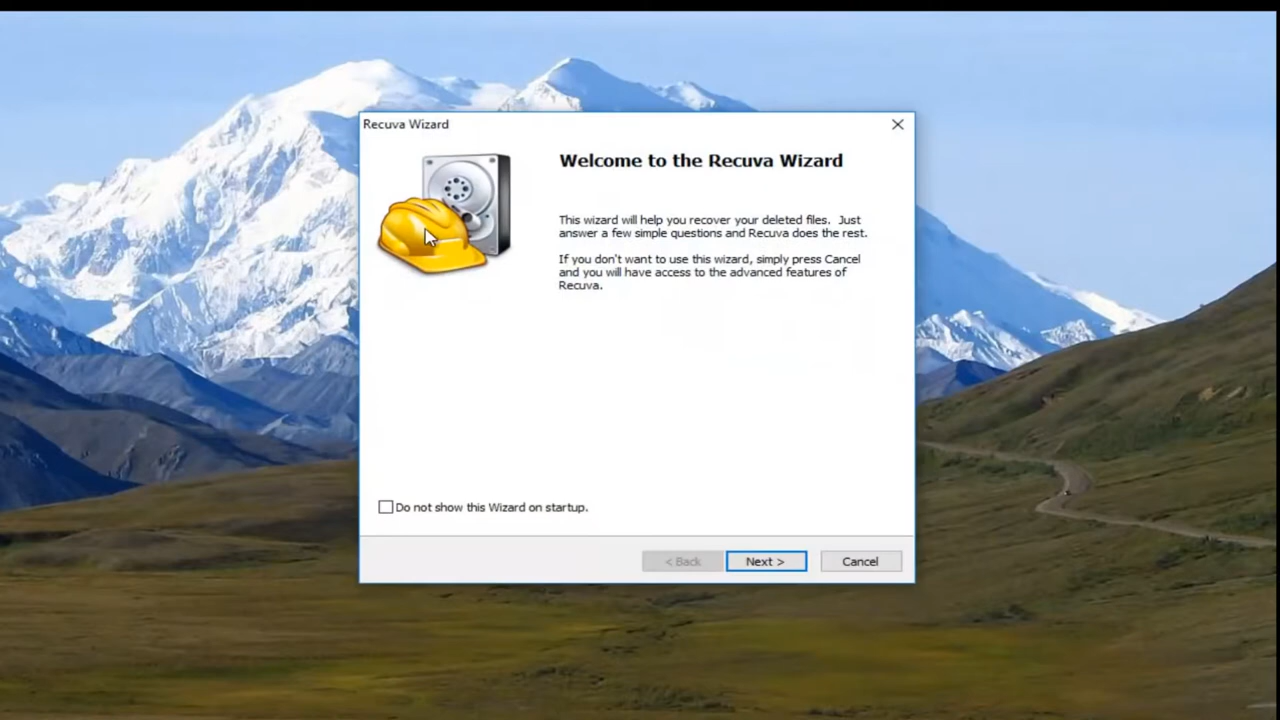 Recuva Wizard
Welcome to the Recuva Wizard
This wizard will help you recover your deleted files. Just
answer a few simple questions and Recuva does the rest.
If you don't want to use this wizard, simply press Cancel
and you will have access to the advanced features of
Recuva.
Do not show this Wizard on startup.
< Back Next > Cancel